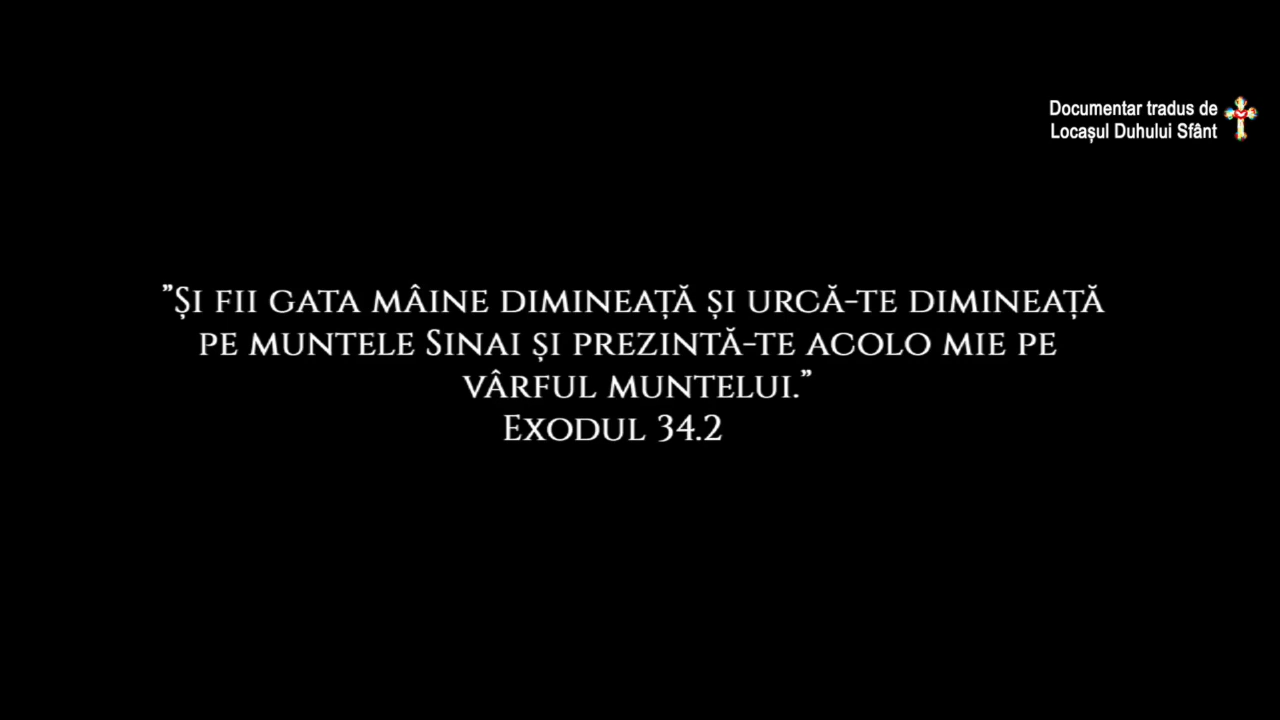 Documentar tradus de
Locașul Duhului Sfânt
”Și fii gata mâine dimineață și urcă-te dimineață
pe muntele Sinai și prezintă-te acolo mie pe
vârful muntelui.”
Exodul 34.2